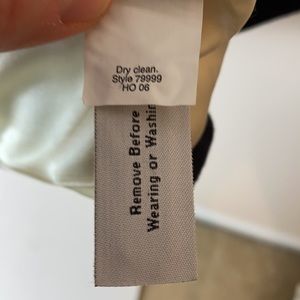 Dry clean.
Style 79999
HO 06
Remove Before
Wearing or Washin